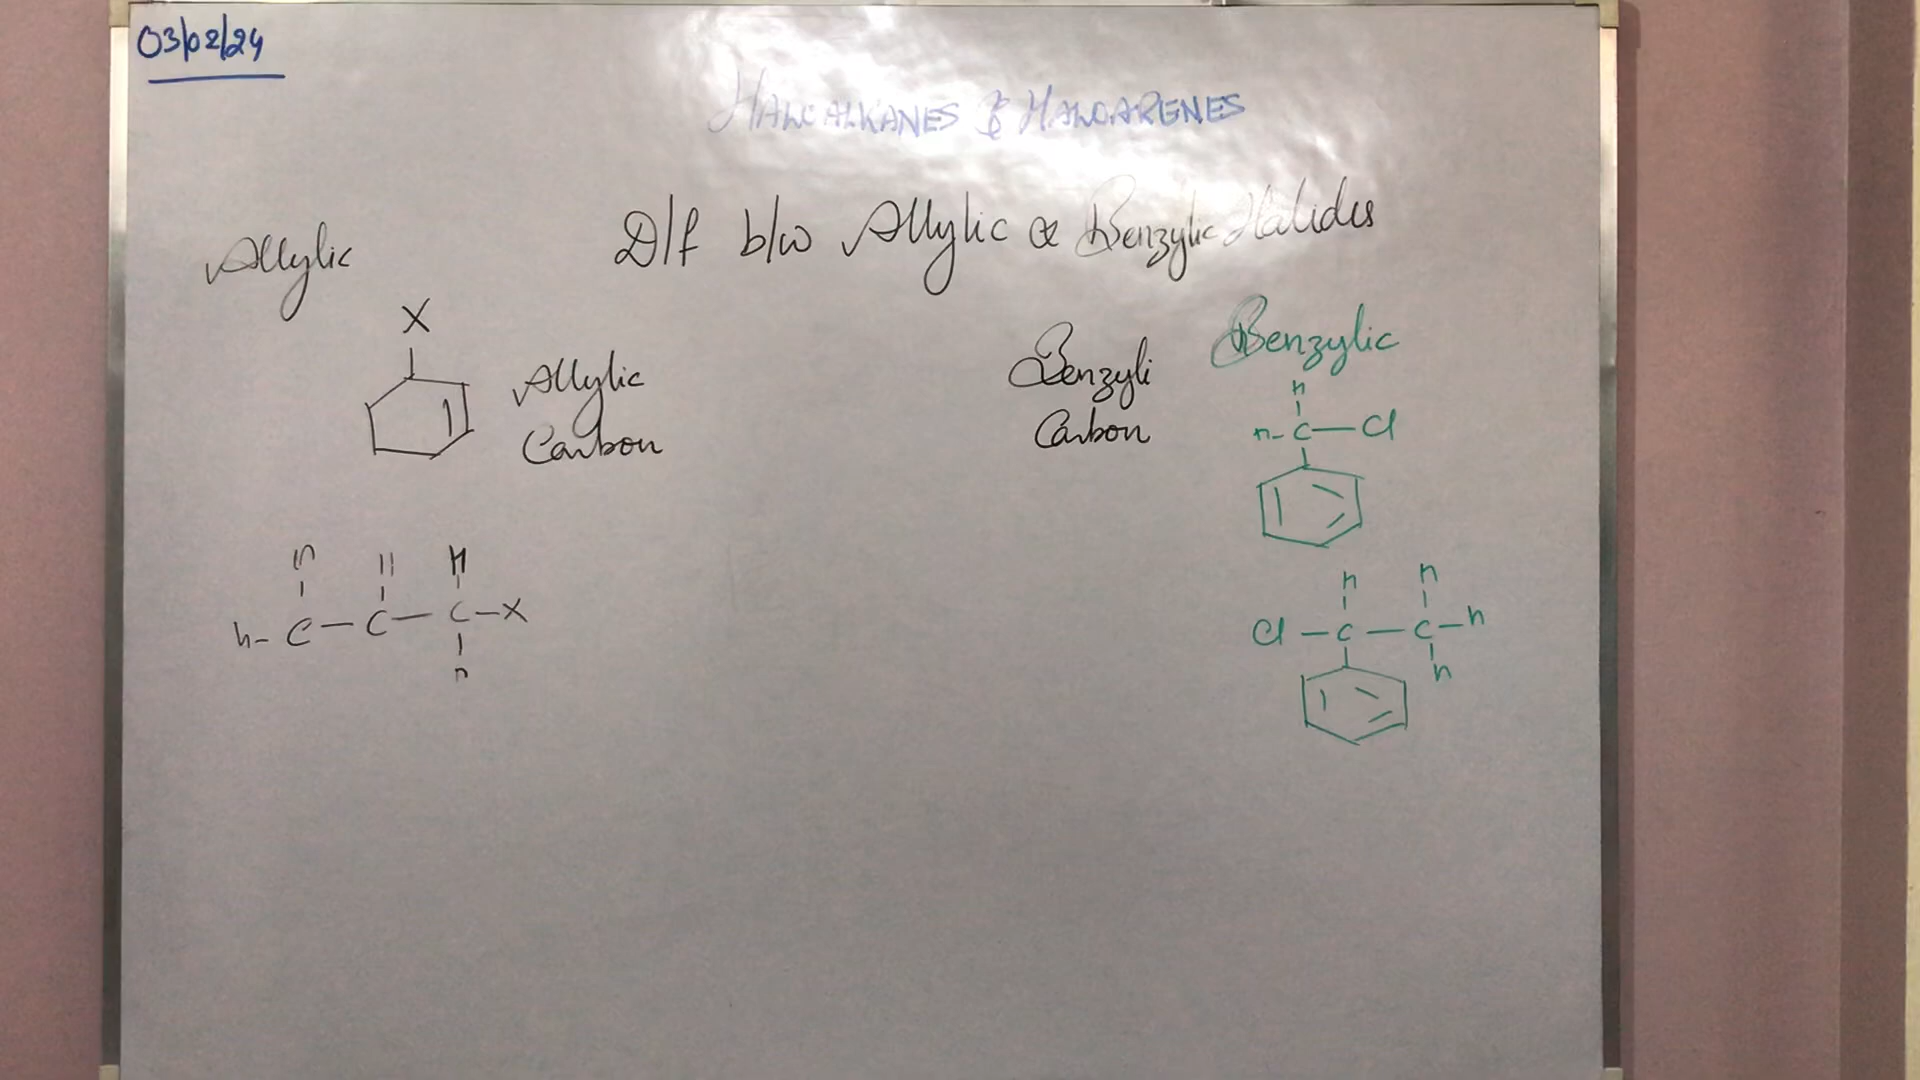 03/02/24
HALOALKANES & HALOARENES
D/f b/w Allylic & Benzylic Halides
Allylic
X
Allylic
Carbon
H H H
H- C - C - C - X
H
Benzylic
Benzyli
Carbon
H
H- C - Cl
H H
Cl - C - C - H
H